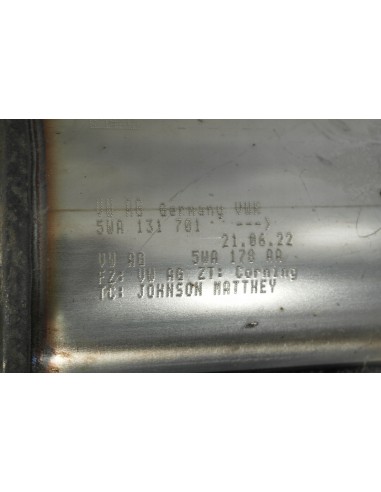 VW AG Germany VWK
5WA 131 701 --->
21.06.22
VW AG 5WA 178 AA
FZ: VW AG ZT: Corning
TC: JOHNSON MATTHEY